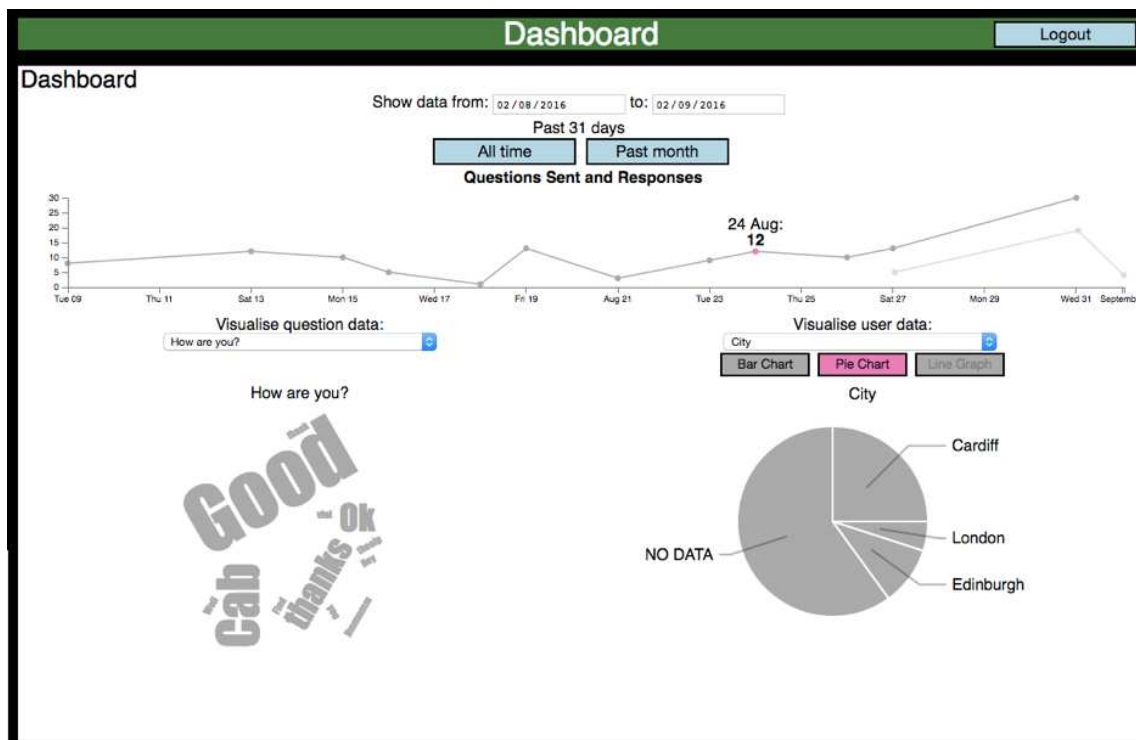 Dashboard
Logout
Dashboard
Show data from: 02/08/2016 to: 02/09/2016
Past 31 days
All time Past month
Questions Sent and Responses
30
25
20
15
10
5
0
24 Aug:
12
Tue 09 Thu 11 Sat 13 Mon 15 Wed 17 Fri 19 Aug 21 Tue 23 Thu 25 Sat 27 Mon 29 Wed 31 Septemb
Visualise question data: Visualise user data:
How are you? City
Bar Chart Pie Chart Line Graph
How are you? City
Good
Ok
thanks
Cab
Cardiff
London
Edinburgh
NO DATA